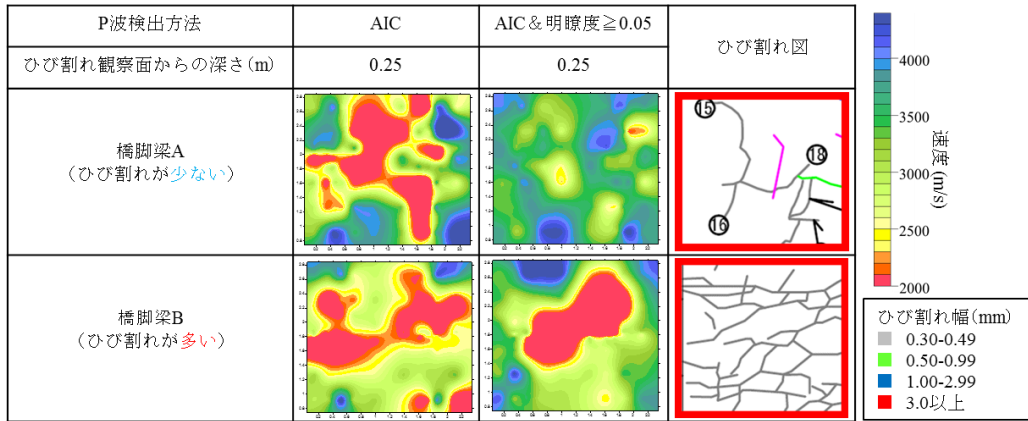 P波検出方法
AIC
AIC&明瞭度≧0.05
ひび割れ図
ひび割れ観察面からの深さ(m)
0.25
0.25
橋脚梁A
(ひび割れが少ない)
⑮
⑱
⑯
橋脚梁B
(ひび割れが多い)
4000
3500
3000
2500
2000
速度 (m/s)
ひび割れ幅(mm)
0.30-0.49
0.50-0.99
1.00-2.99
3.0以上